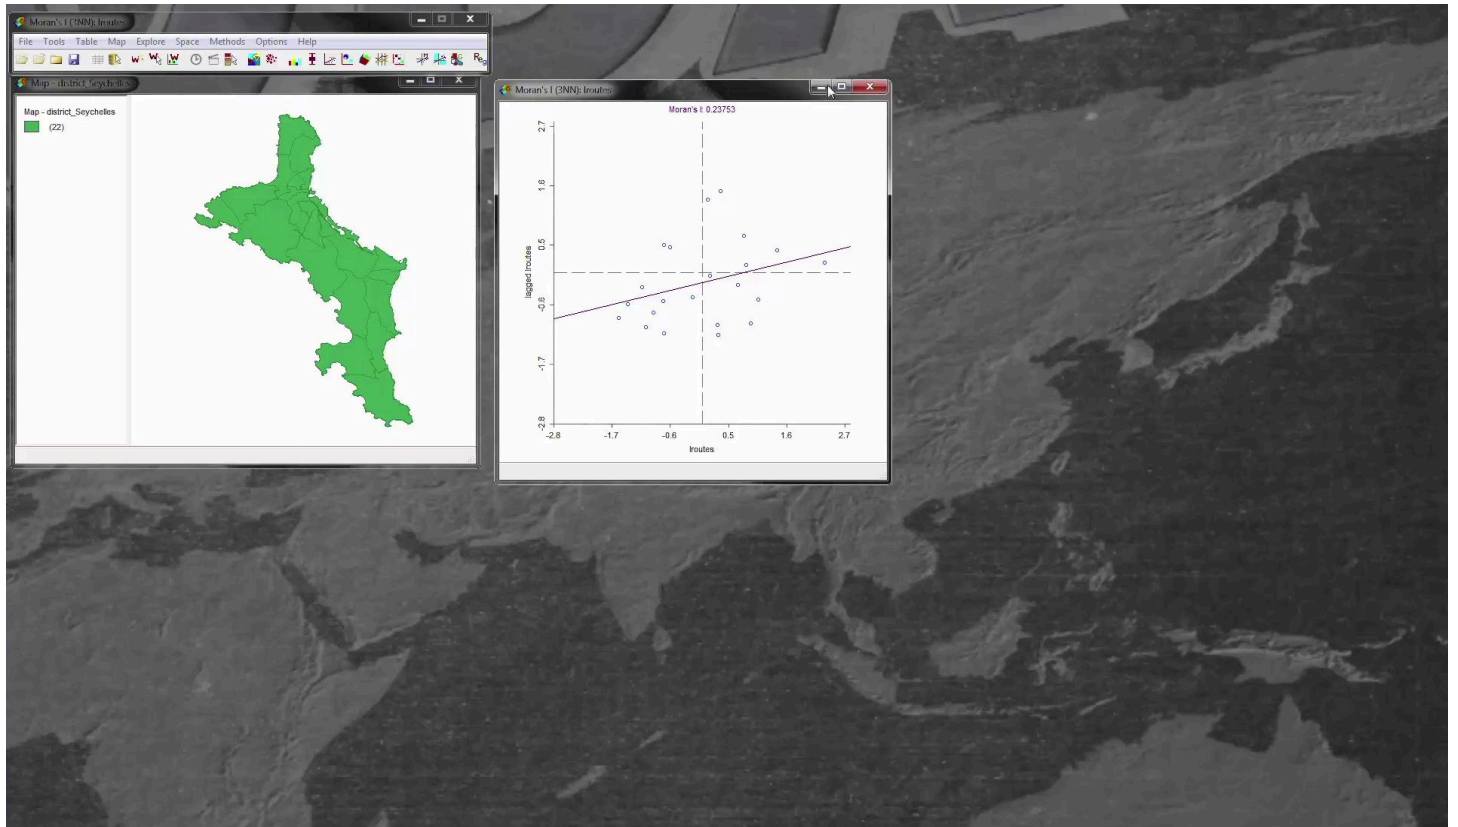 Moran's I (3NN): lroutes
File Tools Table Map Explore Space Methods Options Help
Reg
Map - district_Seychelles
Map - district_Seychelles
(22)
Moran's I (3NN): lroutes
Moran's I: 0.23753
2.7
1.6
0.5
-0.6
-1.7
-2.8
lagged lroutes
-2.8 -1.7 -0.6 0.5 1.6 2.7
lroutes